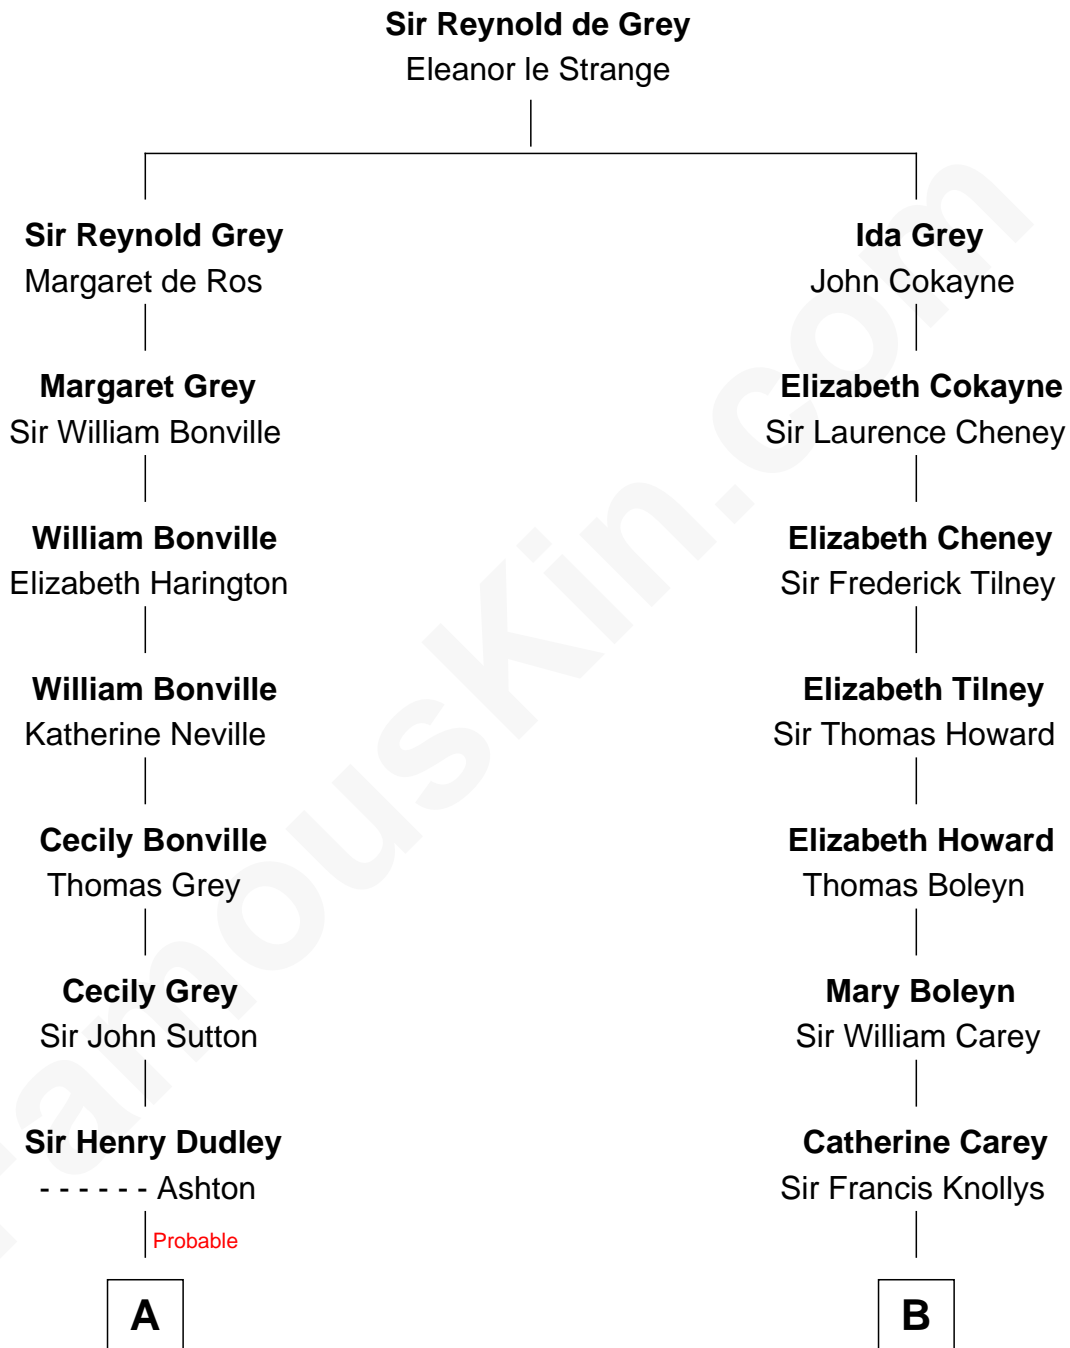 Sir Reynold de Grey
Eleanor le Strange
Sir Reynold Grey
Margaret de Ros
Margaret Grey
Sir William Bonville
William Bonville
Elizabeth Harington
William Bonville
Katherine Neville
Cecily Bonville
Thomas Grey
Cecily Grey
Sir John Sutton
Sir Henry Dudley
- - - - - - Ashton
Probable
A
Ida Grey
John Cokayne
Elizabeth Cokayne
Sir Laurence Cheney
Elizabeth Cheney
Sir Frederick Tilney
Elizabeth Tilney
Sir Thomas Howard
Elizabeth Howard
Thomas Boleyn
Mary Boleyn
Sir William Carey
Catherine Carey
Sir Francis Knollys
B
FamousKin.com